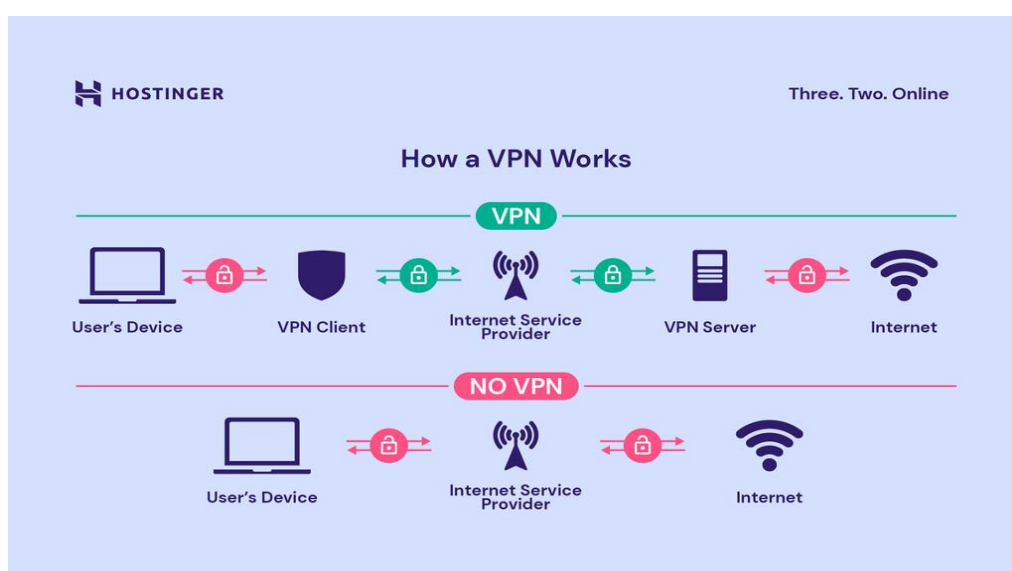 HOSTINGER
Three. Two. Online
How a VPN Works
VPN
User's Device
VPN Client
Internet Service
Provider
VPN Server
Internet
NO VPN
User's Device
Internet Service
Provider
Internet